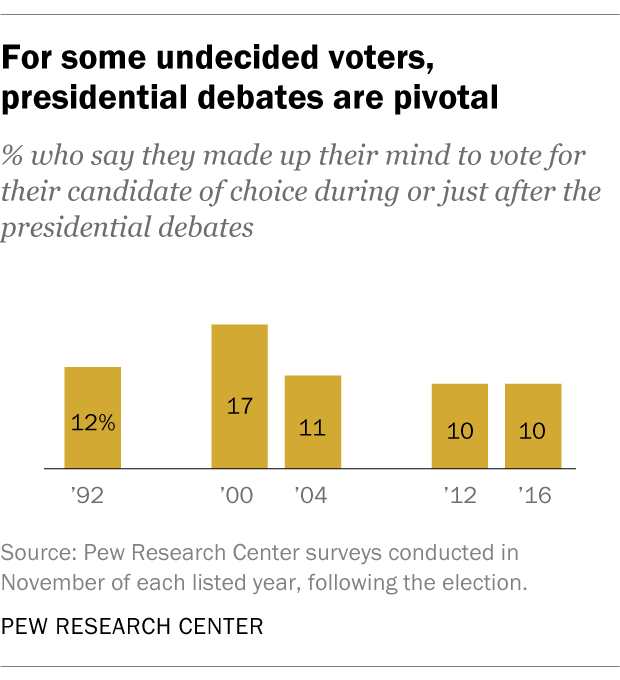 For some undecided voters,
presidential debates are pivotal
% who say they made up their mind to vote for
their candidate of choice during or just after the
presidential debates
12% 17 11 10 10
’92 ’00 ’04 ’12 ’16
Source: Pew Research Center surveys conducted in
November of each listed year, following the election.
PEW RESEARCH CENTER